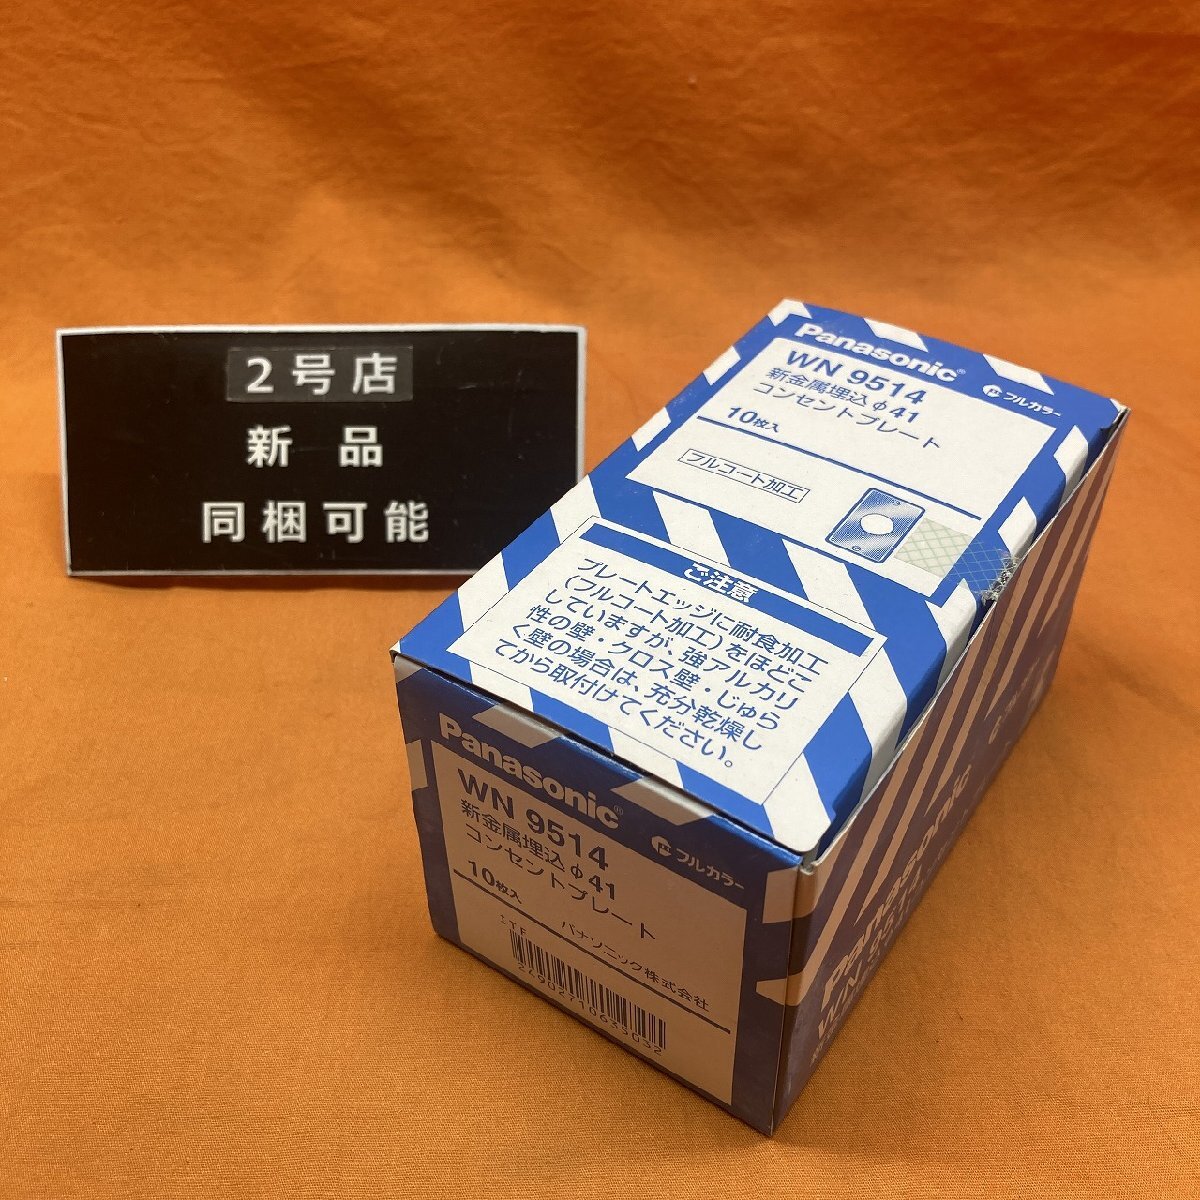 2号店
新品
同梱可能
Panasonic®
WN 9514
新金属埋込φ41
コンセントプレート
フルカラー
10枚入
フルコート加工
ご注意
プレートエッジに耐食加工
(フルコート加工)をほどこ
していますが、強アルカリ
性の壁・クロス壁・じゅら
く壁の場合は、充分乾燥し
てから取付けてください。
Panasonic®
WN 9514
新金属埋込φ41
コンセントプレート
フルカラー
10枚入
パナソニック株式会社
Panasonic
WN 9514